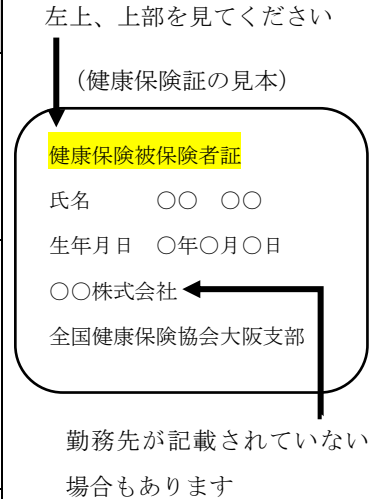 左上、上部を見てください
（健康保険証の見本）
健康保険被保険者証
氏名　　　○○　○○
生年月日　○年○月○日
○○株式会社
全国健康保険協会大阪支部
勤務先が記載されていない
場合もあります